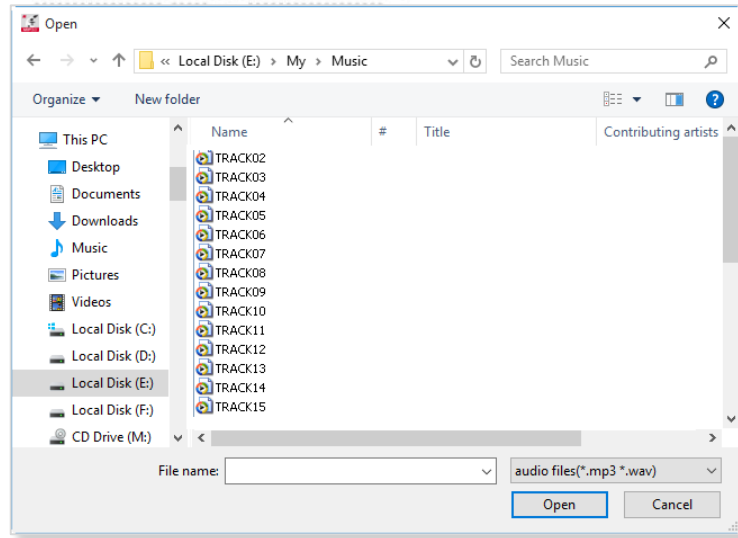 Open
« Local Disk (E:) > My > Music
Search Music
Organize
New folder
Name # Title Contributing artists
This PC
Desktop
Documents
Downloads
Music
Pictures
Videos
Local Disk (C:)
Local Disk (D:)
Local Disk (E:)
Local Disk (F:)
CD Drive (M:)
TRACK02
TRACK03
TRACK04
TRACK05
TRACK06
TRACK07
TRACK08
TRACK09
TRACK10
TRACK11
TRACK12
TRACK13
TRACK14
TRACK15
File name:
audio files(*.mp3 *.wav)
Open
Cancel